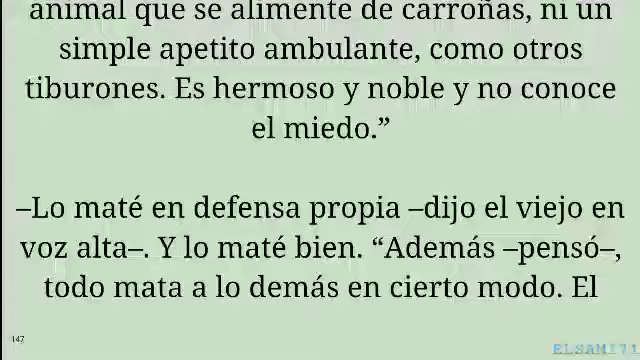 animal que se alimente de carroñas, ni un
simple apetito ambulante, como otros
tiburones. Es hermoso y noble y no conoce
el miedo.”
–Lo maté en defensa propia –dijo el viejo en
voz alta–. Y lo maté bien. “Además –pensó–,
todo mata a lo demás en cierto modo. El
147
ELSAMI71